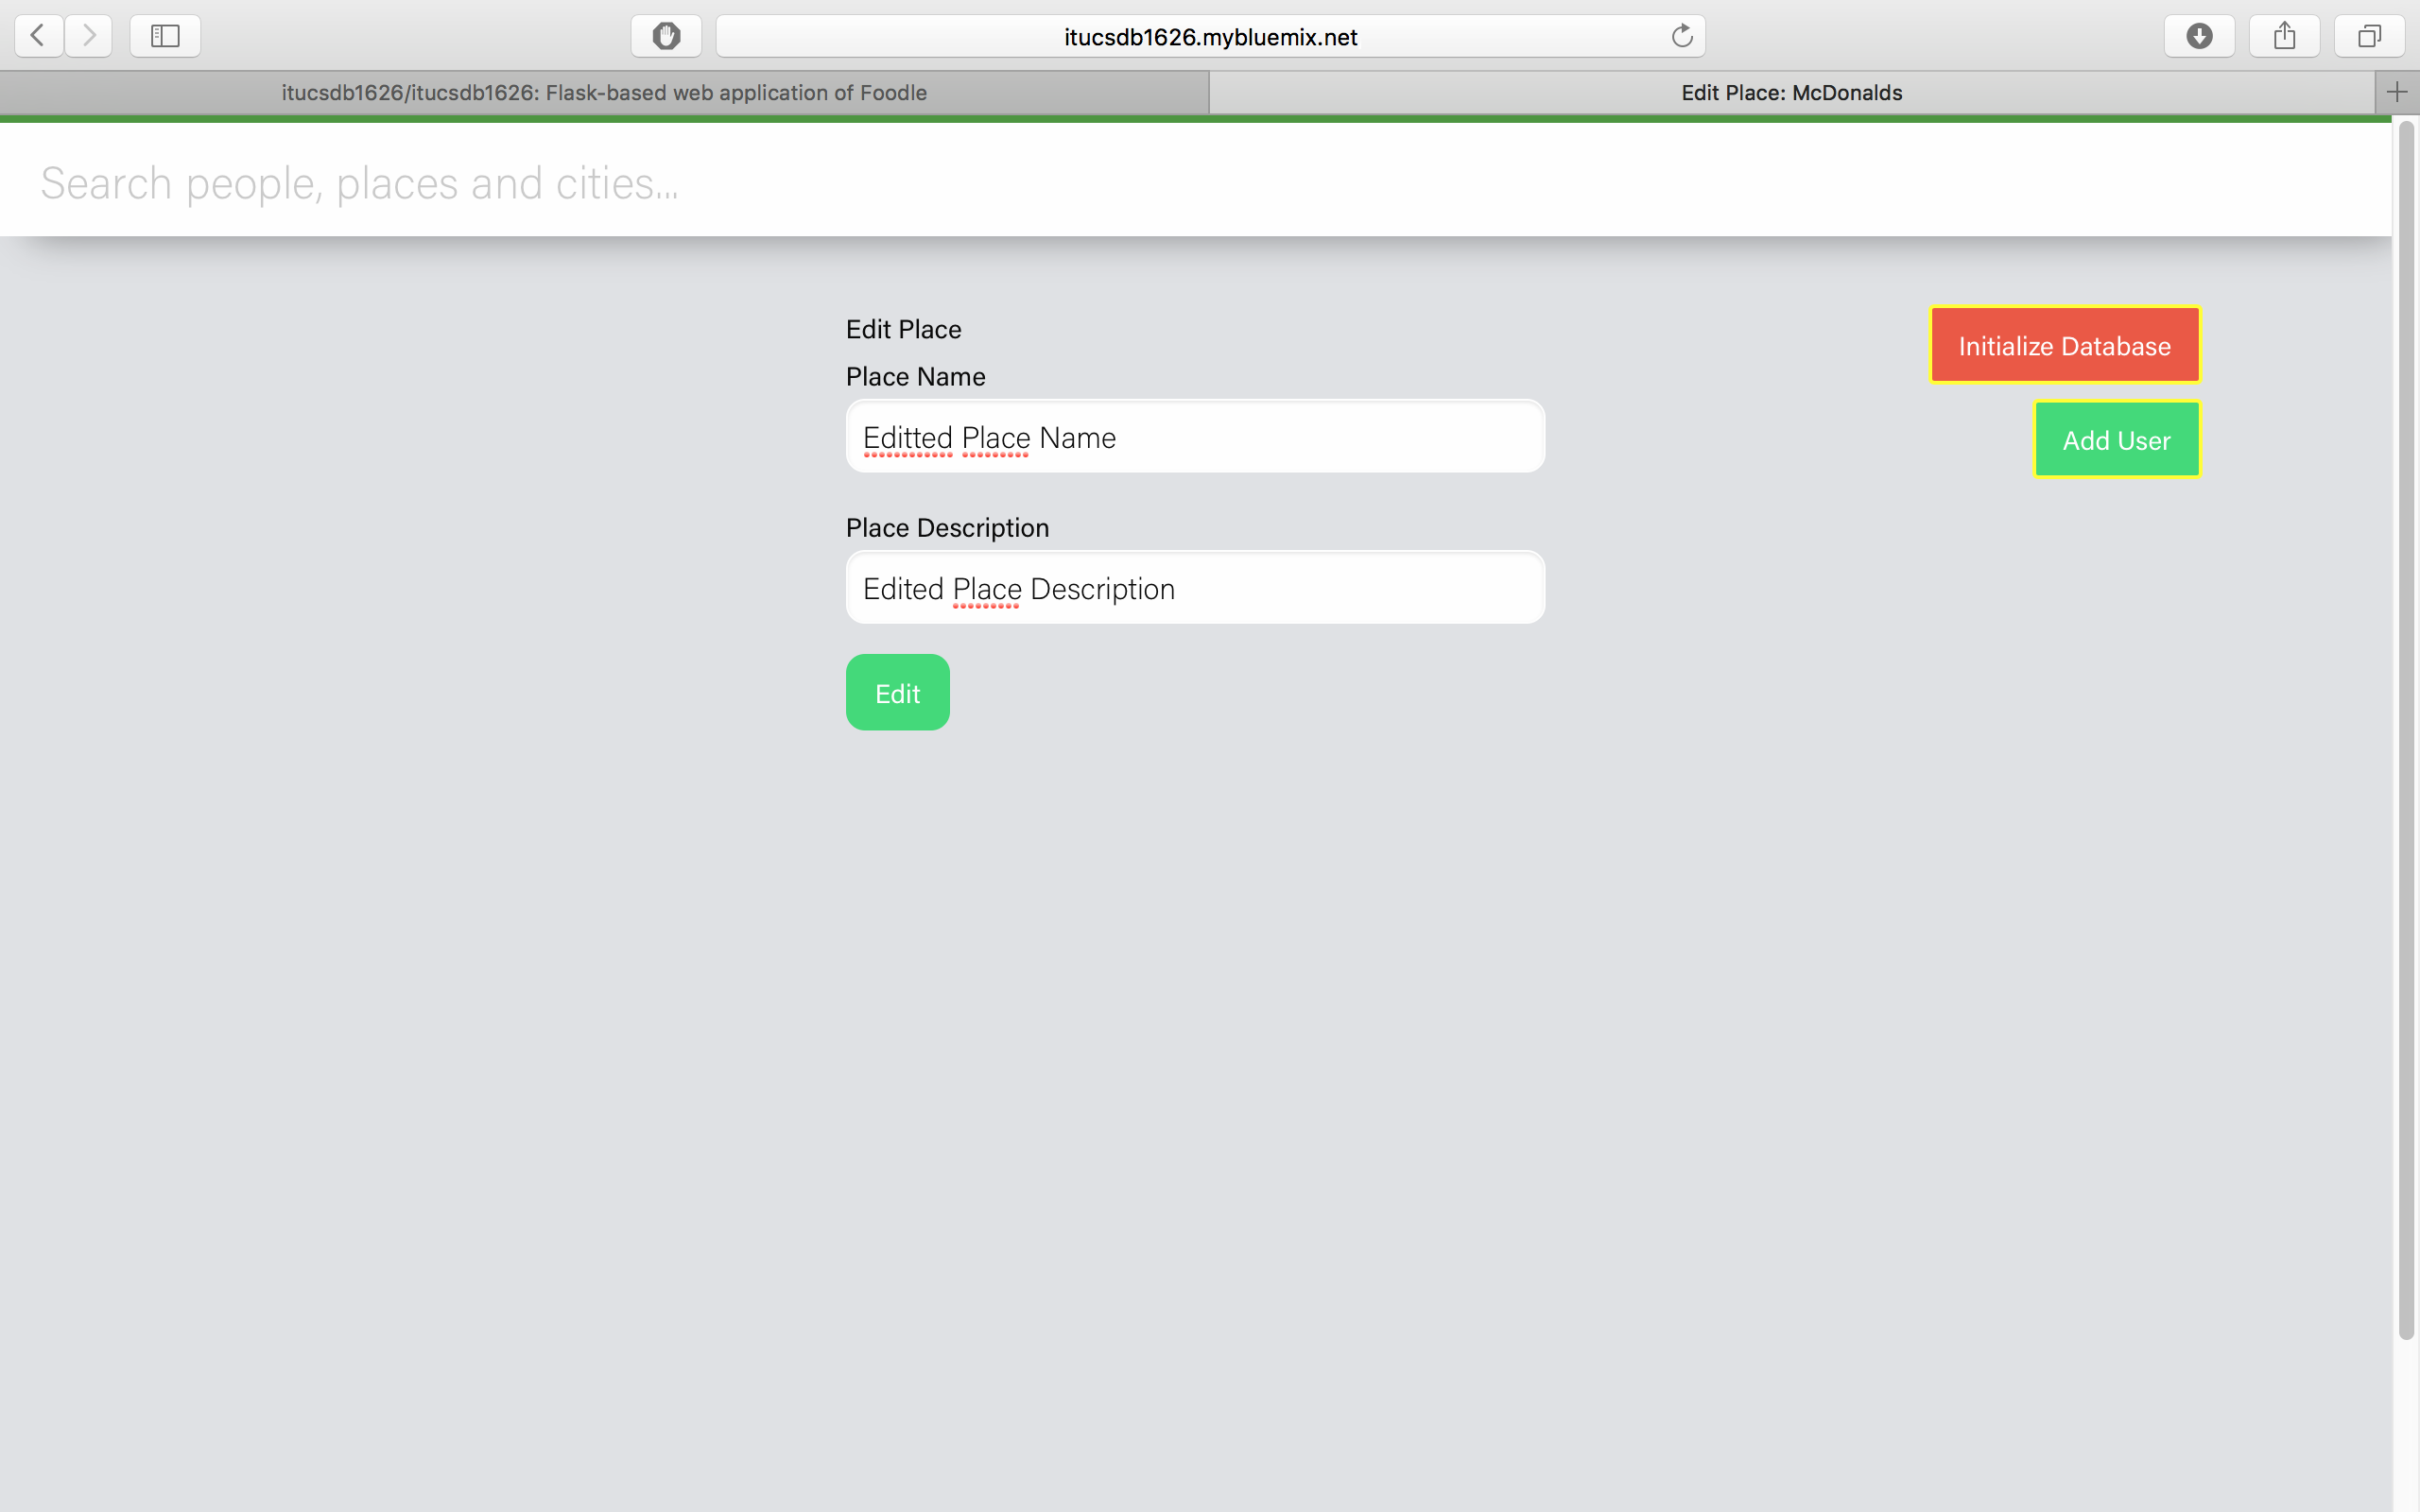 itucsdb1626.mybluemix.net
itucsdb1626/itucsdb1626: Flask-based web application of Foodle
Edit Place: McDonalds
Search people, places and cities...
Edit Place
Initialize Database
Place Name
Editted Place Name
Add User
Place Description
Edited Place Description
Edit